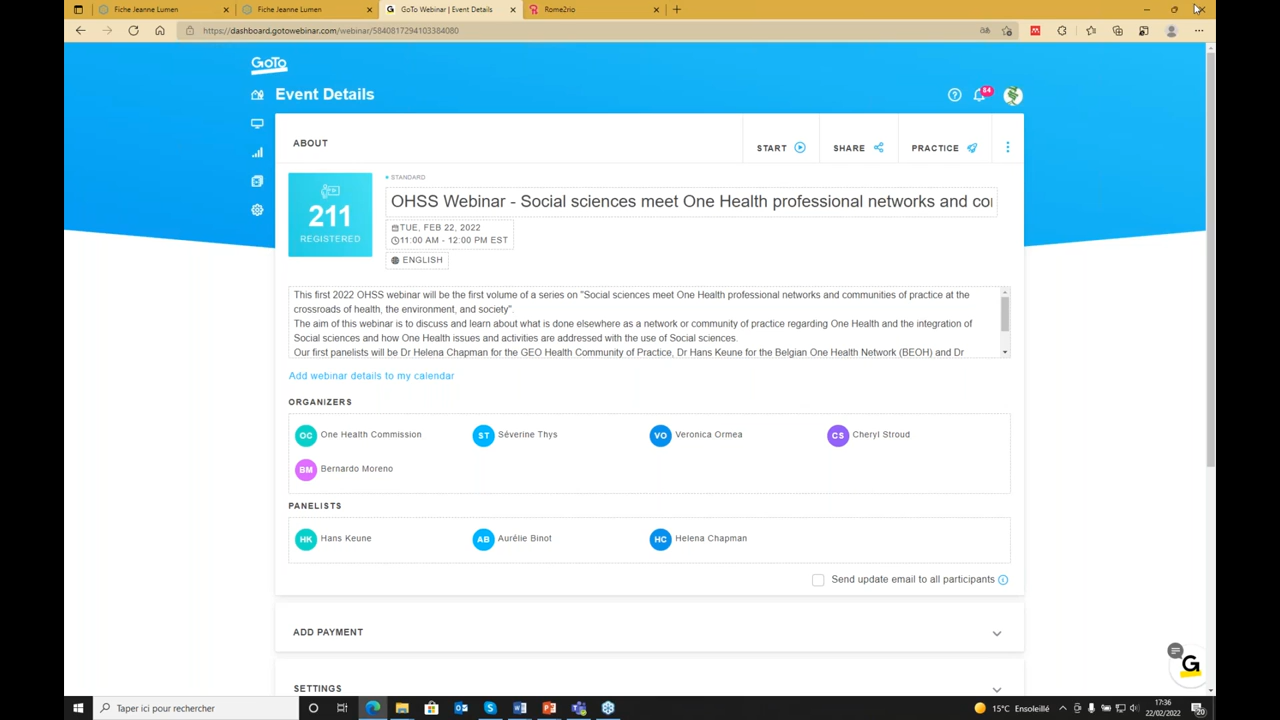 Fiche Jeanne Lumen
Fiche Jeanne Lumen
GoTo Webinar | Event Details
Rome2rio
https://dashboard.gotowebinar.com/webinar/5840817294103384080
GoTo
Event Details
84
ABOUT
START
SHARE
PRACTICE
STANDARD
211
REGISTERED
OHSS Webinar - Social sciences meet One Health professional networks and co
TUE, FEB 22, 2022
11:00 AM - 12:00 PM EST
ENGLISH
This first 2022 OHSS webinar will be the first volume of a series on "Social sciences meet One Health professional networks and communities of practice at the
crossroads of health, the environment, and society".
The aim of this webinar is to discuss and learn about what is done elsewhere as a network or community of practice regarding One Health and the integration of
Social sciences and how One Health issues and activities are addressed with the use of Social sciences.
Our first panelists will be Dr Helena Chapman for the GEO Health Community of Practice, Dr Hans Keune for the Belgian One Health Network (BEOH) and Dr
Add webinar details to my calendar
ORGANIZERS
OC One Health Commission
ST Séverine Thys
VO Veronica Ormea
CS Cheryl Stroud
BM Bernardo Moreno
PANELISTS
HK Hans Keune
AB Aurélie Binot
HC Helena Chapman
Send update email to all participants
ADD PAYMENT
SETTINGS
G
Taper ici pour rechercher
15°C Ensoleillé
17:36
22/02/2022
20